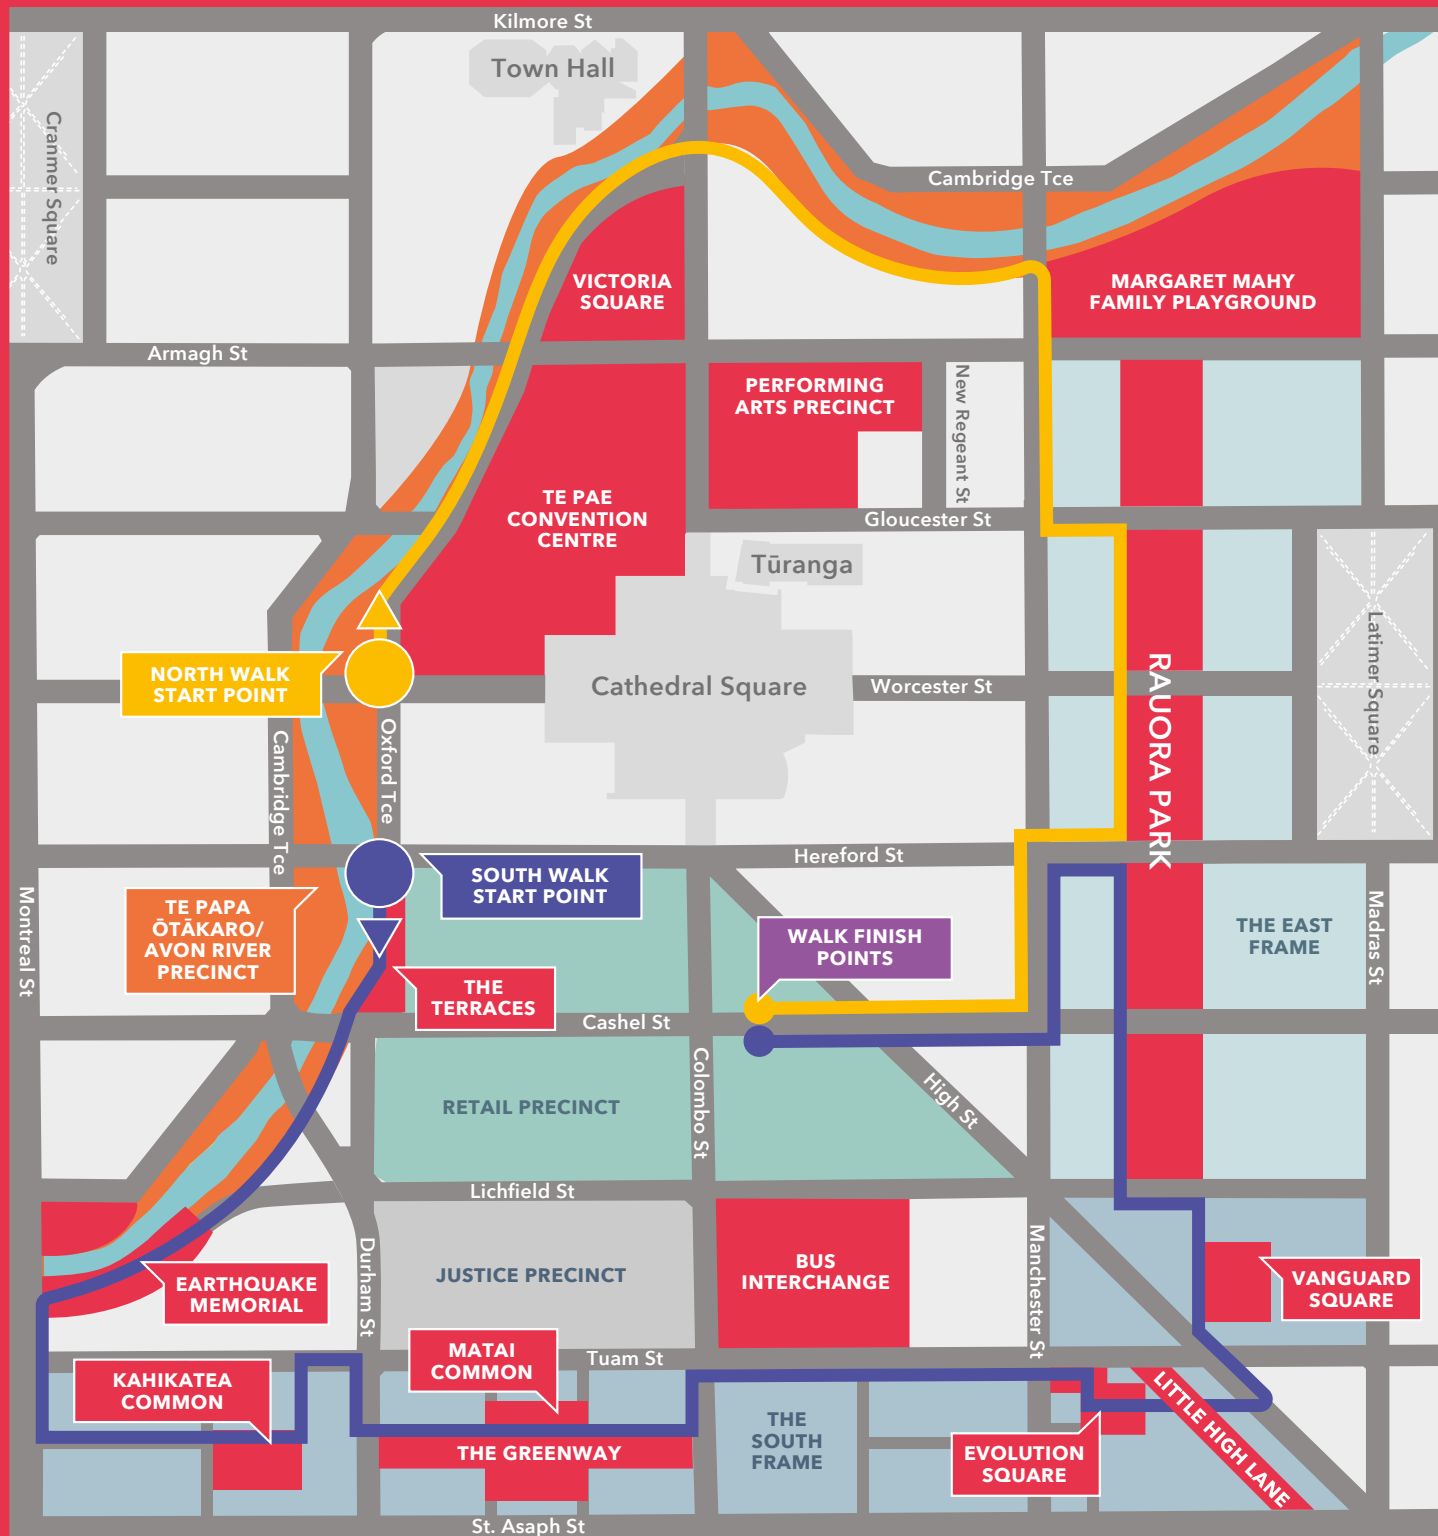 Kilmore St
Town Hall
Cranmer Square
Cambridge Tce
VICTORIA
SQUARE
MARGARET MAHY
FAMILY PLAYGROUND
Armagh St
PERFORMING
ARTS PRECINCT
New Regeant St
TE PAE
CONVENTION
CENTRE
Gloucester St
Tūranga
Latimer Square
NORTH WALK
START POINT
Cathedral Square
Worcester St
RAUORA PARK
Oxford Tce
Cambridge Tce
Hereford St
SOUTH WALK
START POINT
Montreal St
TE PAPA
ŌTĀKARO/
AVON RIVER
PRECINCT
WALK FINISH
POINTS
THE EAST
FRAME
Madras St
THE
TERRACES
Cashel St
Colombo St
High St
RETAIL PRECINCT
Lichfield St
Durham St
JUSTICE PRECINCT
BUS
INTERCHANGE
Manchester St
EARTHQUAKE
MEMORIAL
VANGUARD
SQUARE
MATAI
COMMON
Tuam St
KAHIKATEA
COMMON
LITTLE HIGH LANE
THE
SOUTH
FRAME
THE GREENWAY
EVOLUTION
SQUARE
St. Asaph St